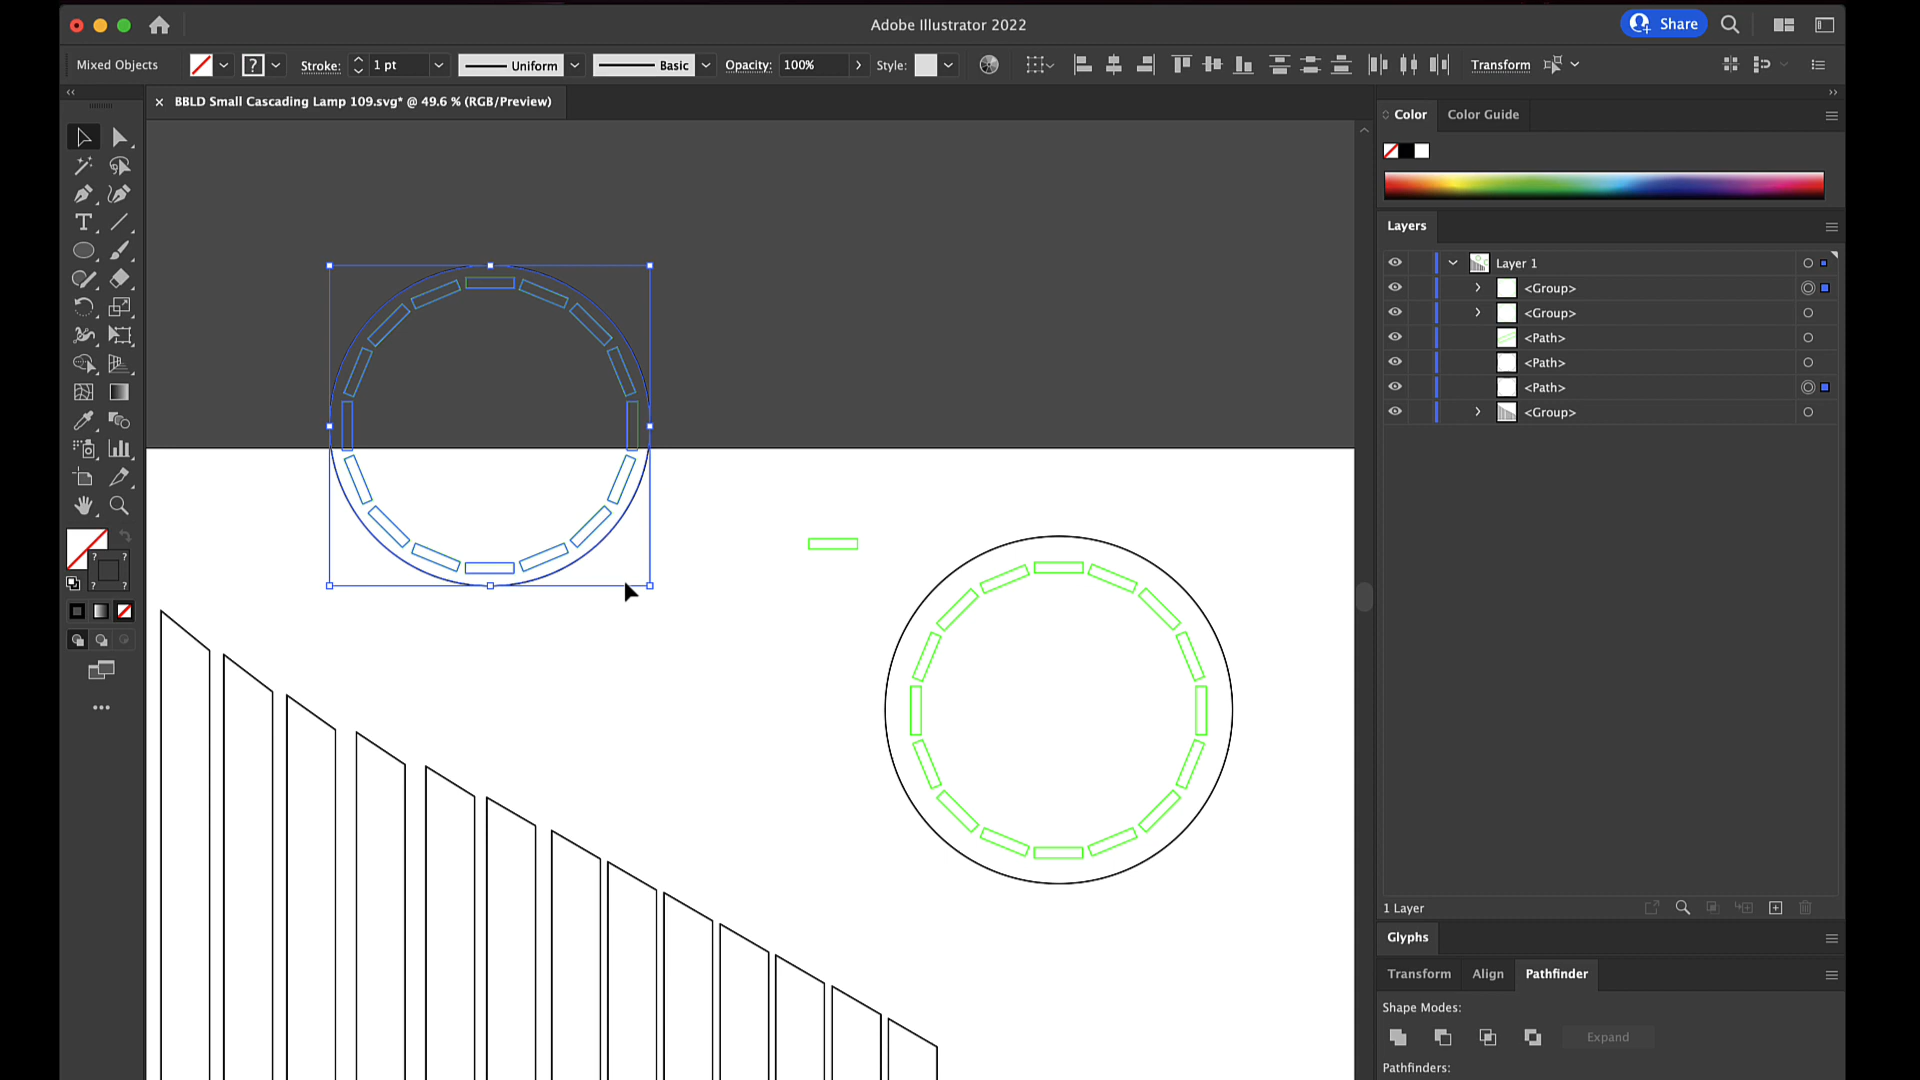 Adobe Illustrator 2022
Share
Mixed Objects
?
Stroke:
1 pt
Uniform
Basic
Opacity:
100%
Style:
Transform
BBLD Small Cascading Lamp 109.svg* @ 49.6 % (RGB/Preview)
Color
Color Guide
Layers
Layer 1
<Group>
<Group>
<Path>
<Path>
<Path>
<Group>
T
? ?
? ?
1 Layer
Glyphs
Transform
Align
Pathfinder
Shape Modes:
Expand
Pathfinders: